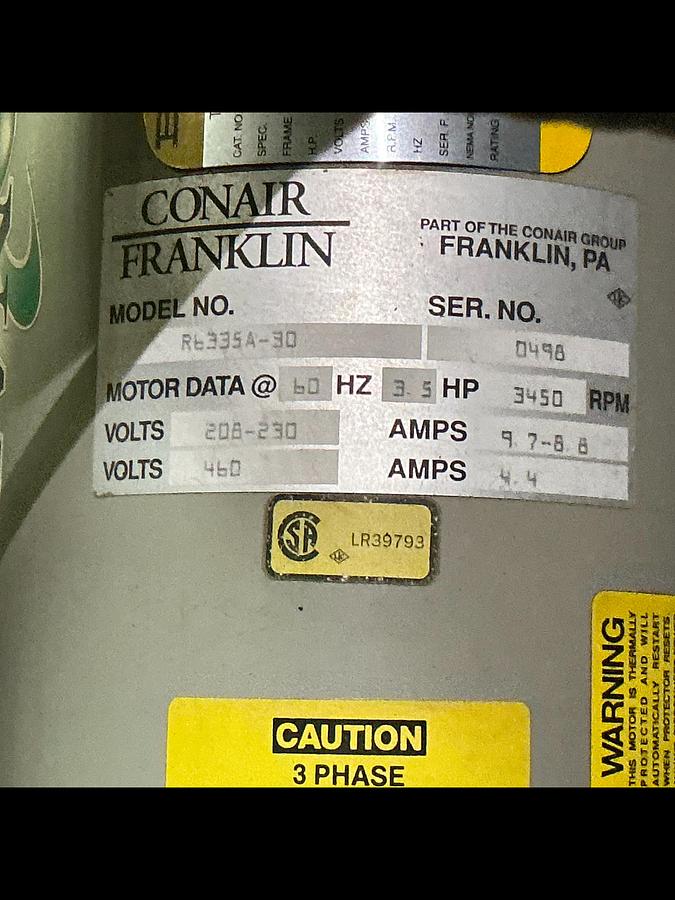 CAT. NO
SPEC.
FRAME
H.P.
VOLTS
AMPS
R.P.M.
HZ
SER. F.
NEMA NO
RATING
CONAIR
FRANKLIN
PART OF THE CONAIR GROUP
FRANKLIN, PA
MODEL NO. SER. NO.
R6335A-30 0498
MOTOR DATA @ 60 HZ 3.5 HP 3450 RPM
VOLTS 208-230 AMPS 9.7-8.8
VOLTS 460 AMPS 4.4
CSA LR39793
CAUTION
3 PHASE
WARNING
THIS MOTOR IS THERMALLY
PROTECTED AND WILL
AUTOMATICALLY RESTART
WHEN PROTECTOR RESETS.